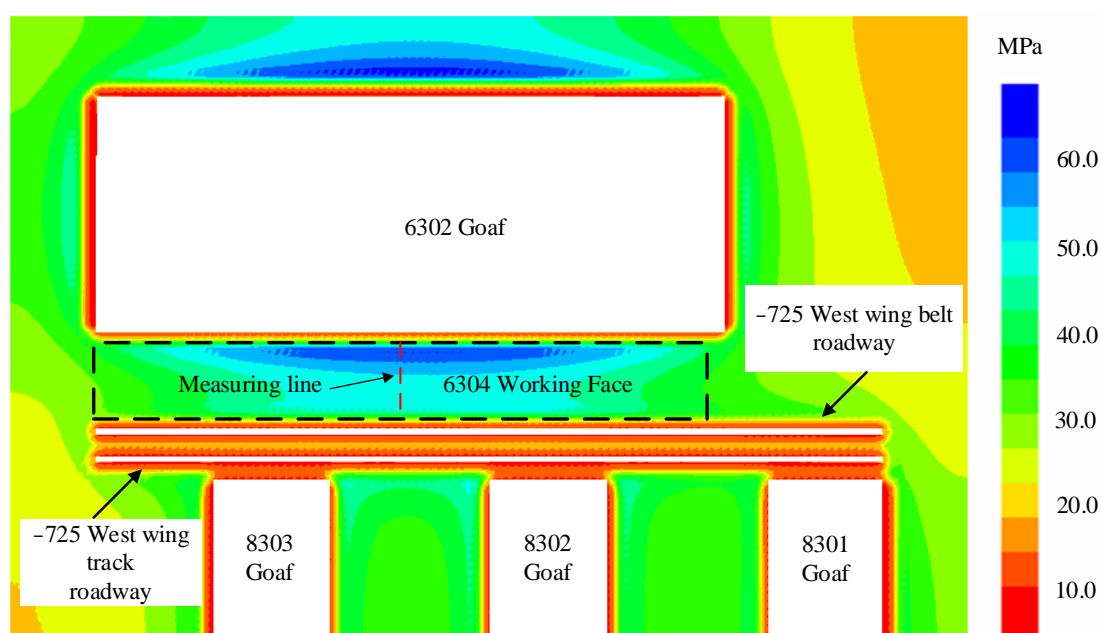 MPa
60.0
6302 Goaf
50.0
−725 West wing belt
roadway
40.0
Measuring line
6304 Working Face
30.0
20.0
−725 West wing
track
roadway
8303
Goaf
8302
Goaf
8301
Goaf
10.0